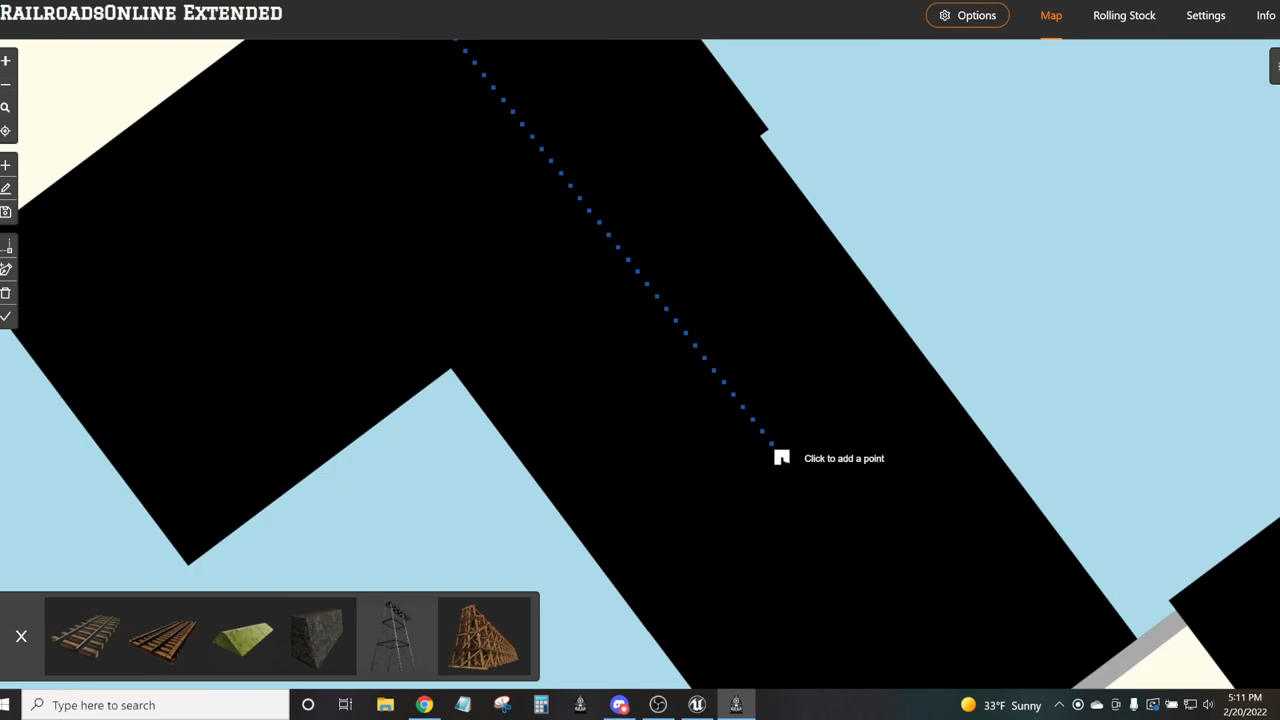 RailroadsOnline Extended
Options
Map
Rolling Stock
Settings
Info
Click to add a point
X
Type here to search
33°F Sunny
5:11 PM
2/20/2022